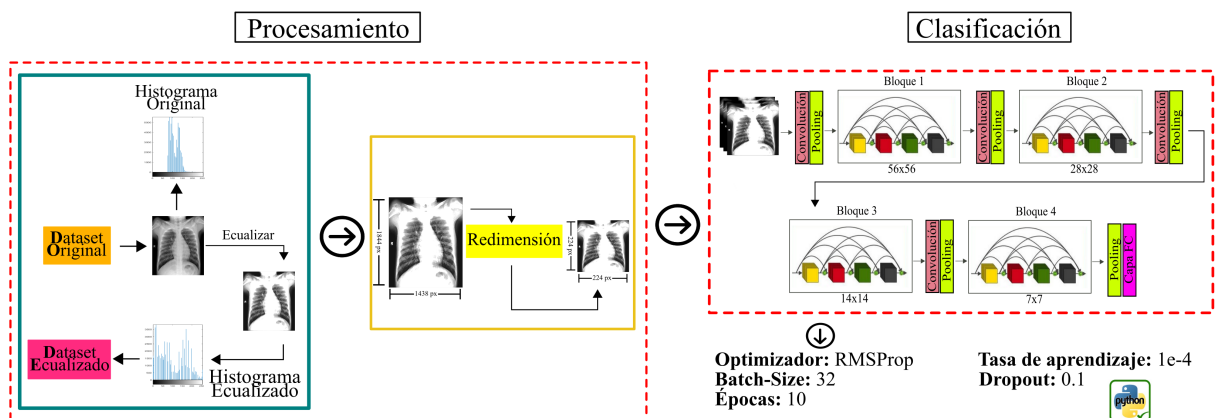 Procesamiento
Clasificación
Histograma
Original
Dataset
Original
Ecualizar
Dataset
Ecualizado
Histograma
Ecualizado
1844 px
1438 px
Redimensión
224 px
224 px
Convolución
Pooling
Bloque 1
56x56
Convolución
Pooling
Bloque 2
28x28
Convolución
Pooling
Bloque 3
14x14
Convolución
Pooling
Bloque 4
7x7
Pooling
Capa FC
Optimizador: RMSProp
Batch-Size: 32
Épocas: 10
Tasa de aprendizaje: 1e-4
Dropout: 0.1
python